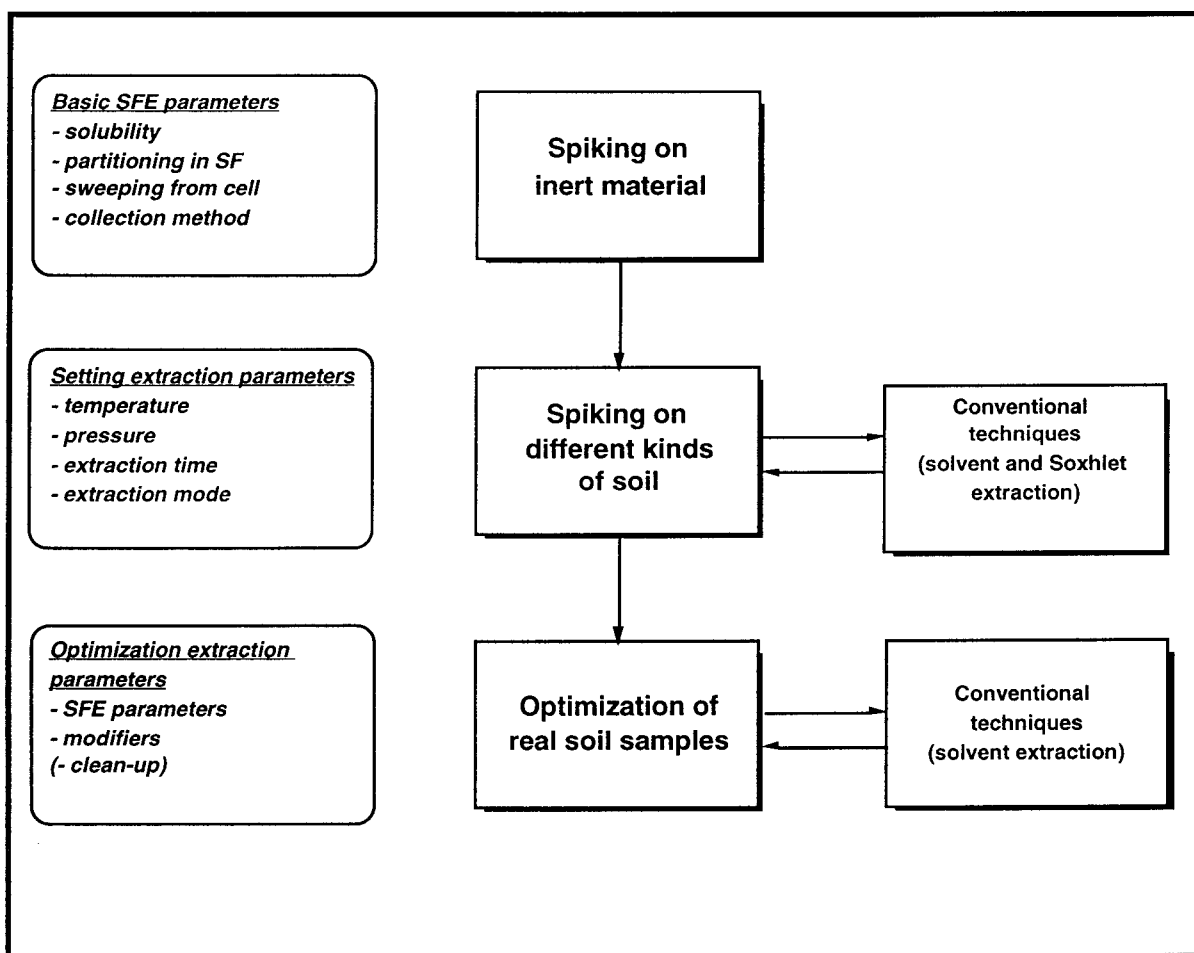 Basic SFE parameters
- solubility
- partitioning in SF
- sweeping from cell
- collection method
Spiking on
inert material
Setting extraction parameters
- temperature
- pressure
- extraction time
- extraction mode
Spiking on
different kinds
of soil
Conventional
techniques
(solvent and Soxhlet
extraction)
Optimization extraction
parameters
- SFE parameters
- modifiers
(- clean-up)
Optimization of
real soil samples
Conventional
techniques
(solvent extraction)